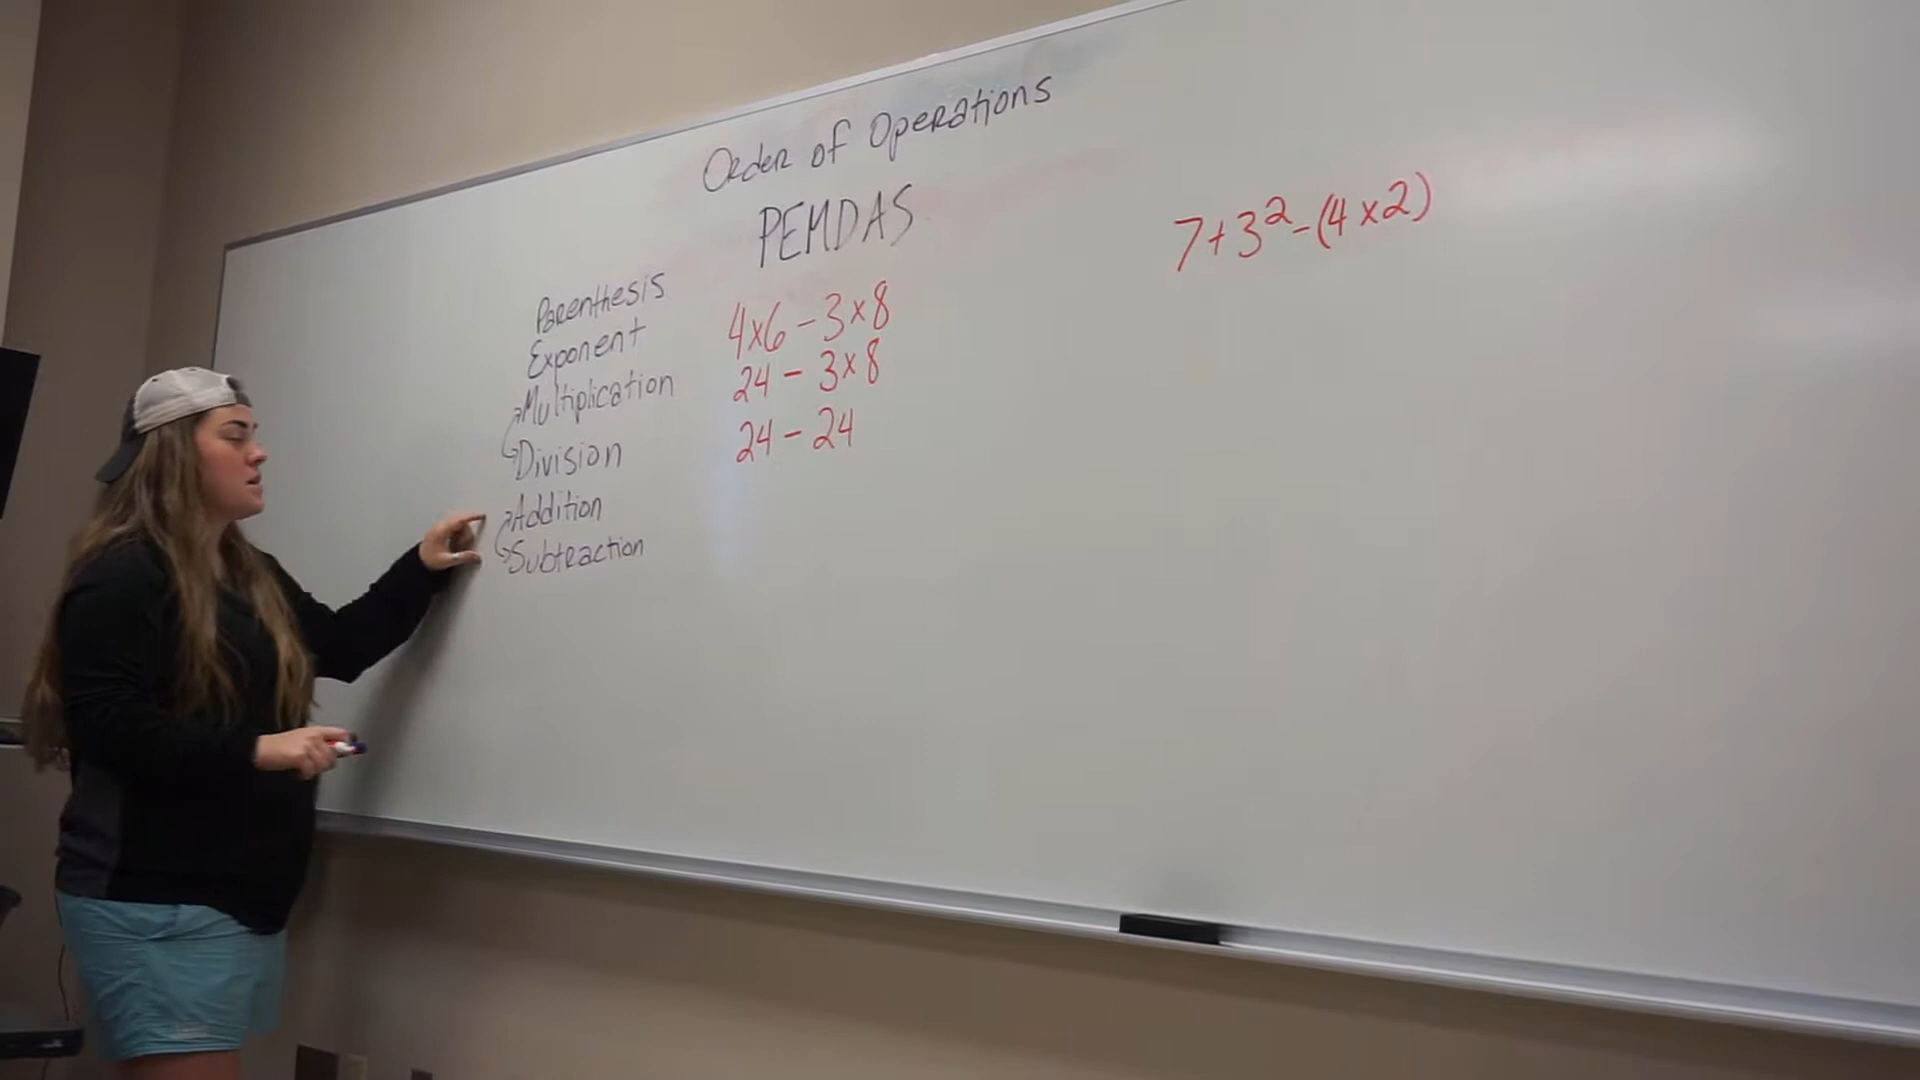 Order of Operations
PEMDAS
Parenthesis
Exponent
Multiplication
Division
Addition
Subtraction
4x6 - 3x8
24 - 3x8
24 - 24
7+3²-(4x2)